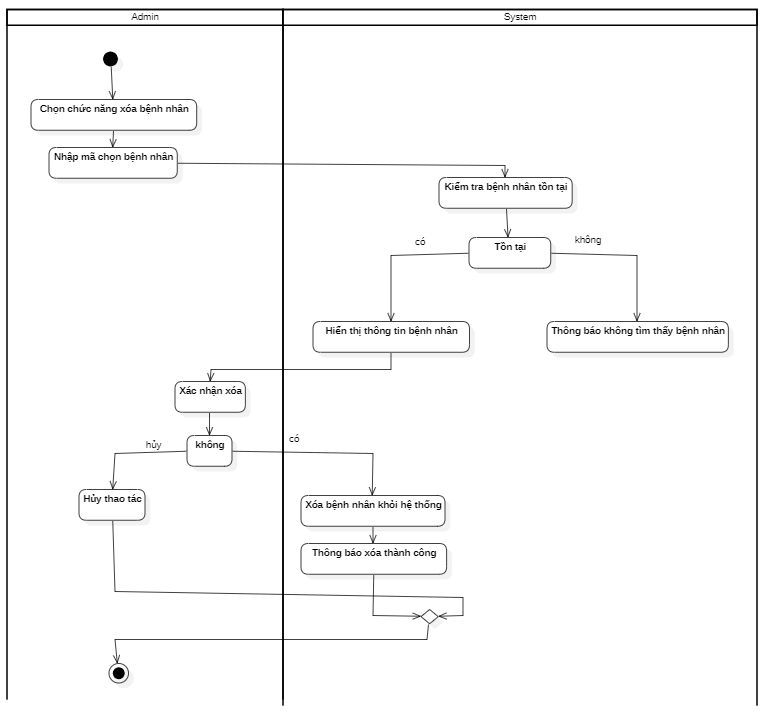 Admin
System
Chọn chức năng xóa bệnh nhân
Nhập mã chọn bệnh nhân
Kiểm tra bệnh nhân tồn tại
Tồn tại
có
không
Hiển thị thông tin bệnh nhân
Thông báo không tìm thấy bệnh nhân
Xác nhận xóa
không
hủy
có
Hủy thao tác
Xóa bệnh nhân khỏi hệ thống
Thông báo xóa thành công